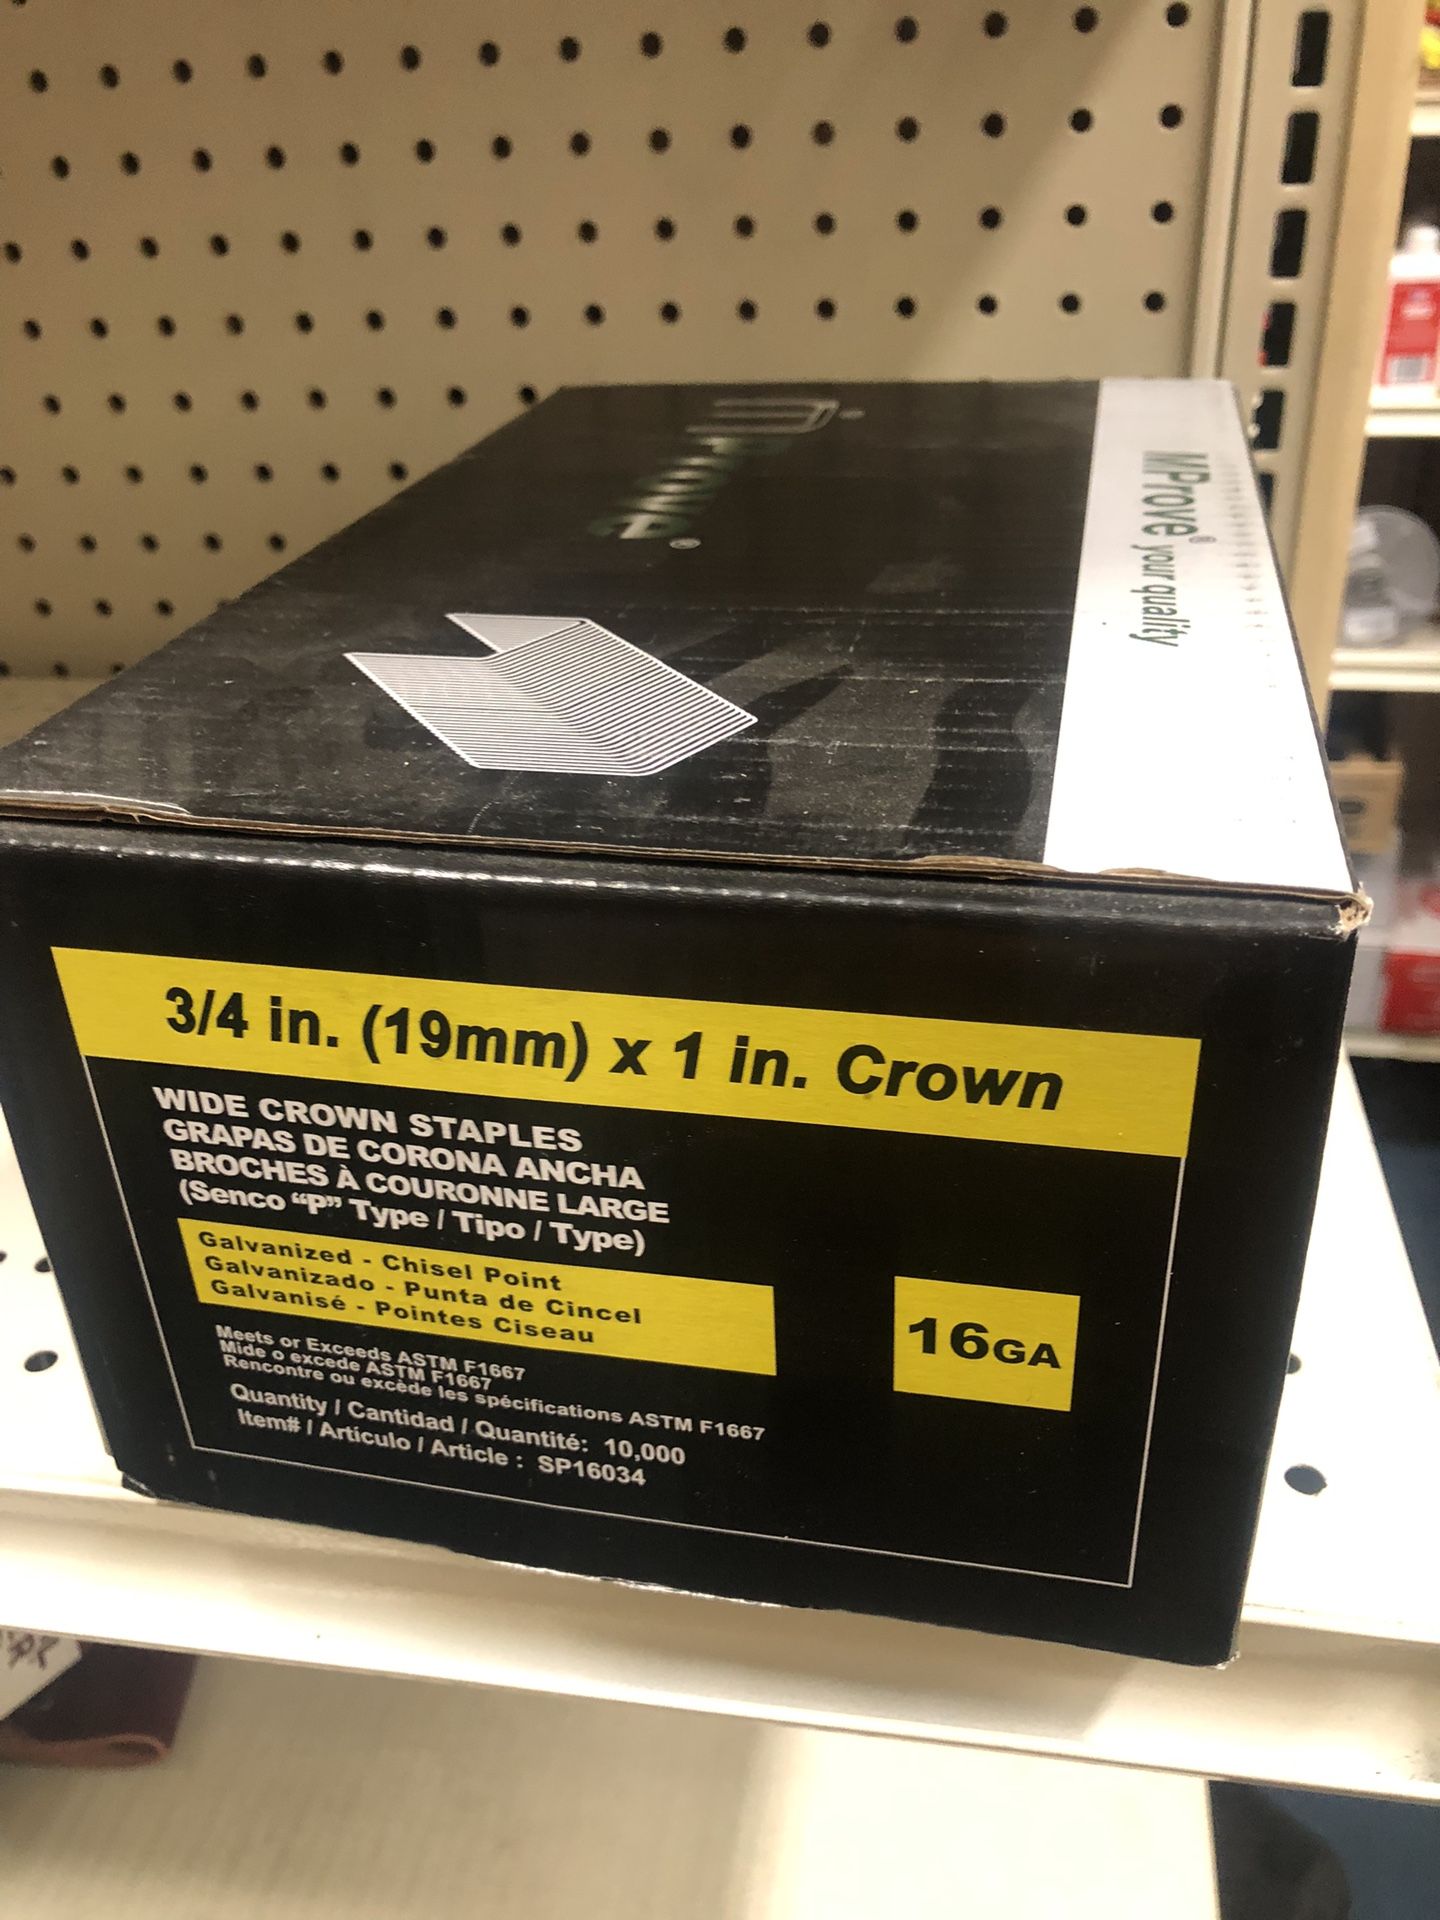 MProve®
MProve® your quality
3/4 in. (19mm) x 1 in. Crown
WIDE CROWN STAPLES
GRAPAS DE CORONA ANCHA
BROCHES À COURONNE LARGE
(Senco “P” Type / Tipo / Type)
Galvanized - Chisel Point
Galvanizado - Punta de Cincel
Galvanisé - Pointes Ciseau
16GA
Meets or Exceeds ASTM F1667
Mide o excede ASTM F1667
Rencontre ou excède les spécifications ASTM F1667
Quantity / Cantidad / Quantité: 10,000
Item# / Artículo / Article : SP16034